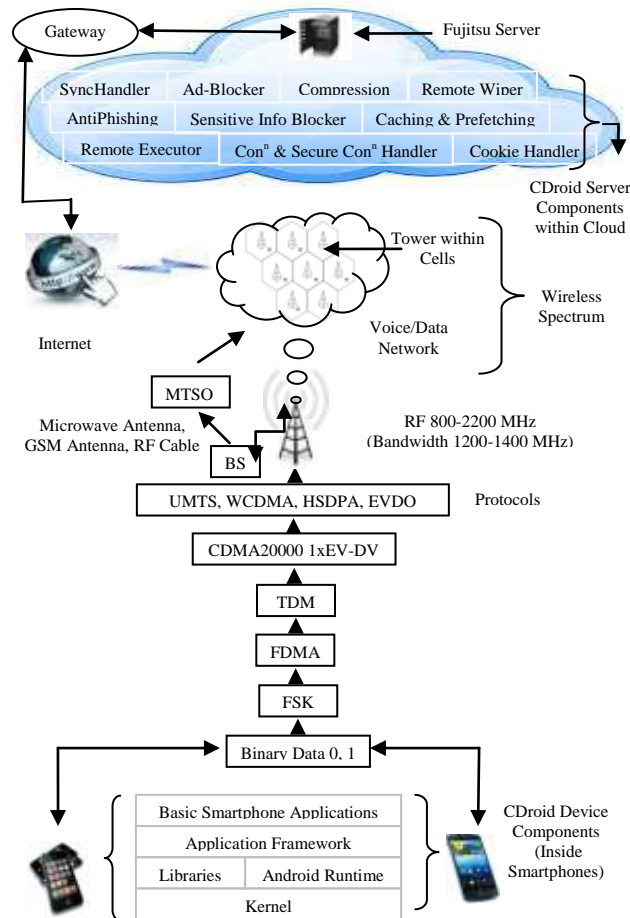 Gateway
Fujitsu Server
SyncHandler Ad-Blocker Compression Remote Wiper
AntiPhishing Sensitive Info Blocker Caching & Prefetching
Remote Executor Conⁿ & Secure Conⁿ Handler Cookie Handler
CDroid Server
Components
within Cloud
Tower within
Cells
Wireless
Spectrum
http://
Internet
Voice/Data
Network
MTSO
Microwave Antenna,
GSM Antenna, RF Cable
BS
RF 800-2200 MHz
(Bandwidth 1200-1400 MHz)
UMTS, WCDMA, HSDPA, EVDO
Protocols
CDMA20000 1xEV-DV
TDM
FDMA
FSK
Binary Data 0, 1
Basic Smartphone Applications
Application Framework
Libraries Android Runtime
Kernel
CDroid Device
Components
(Inside
Smartphones)